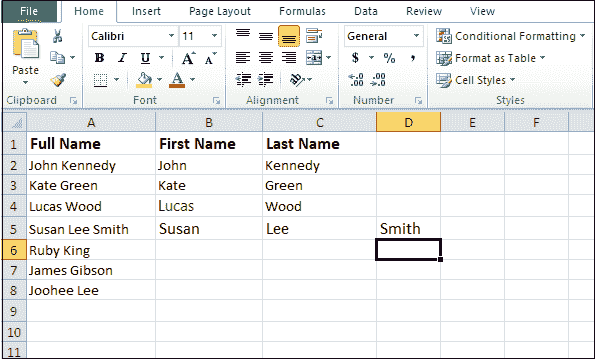 File Home Insert Page Layout Formulas Data Review View
Calibri 11 General Conditional Formatting
Paste B I U A A $ % , Format as Table
.00 .0 Cell Styles
Clipboard Font Alignment Number Styles
A B C D E F
1 Full Name First Name Last Name
2 John Kennedy John Kennedy
3 Kate Green Kate Green
4 Lucas Wood Lucas Wood
5 Susan Lee Smith Susan Lee Smith
6 Ruby King
7 James Gibson
8 Joohee Lee
9
10
11